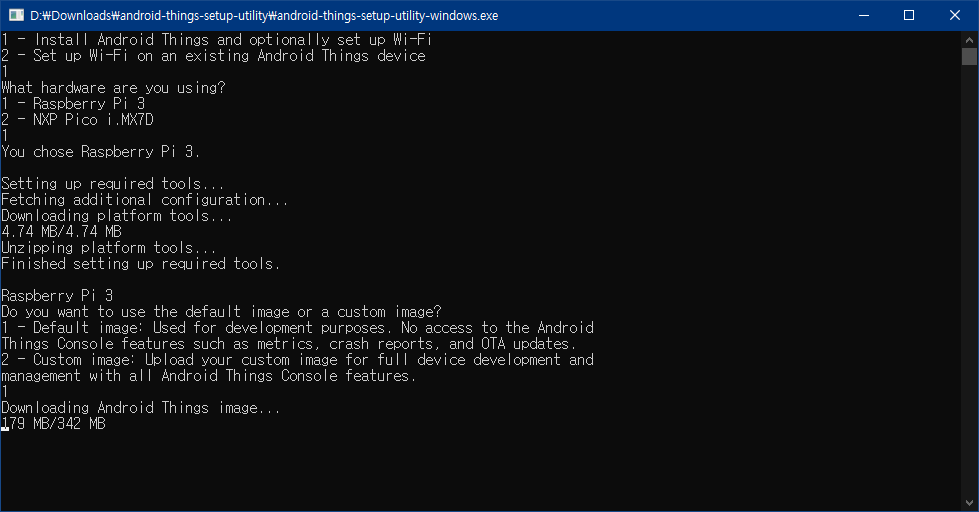 D:₩Downloads₩android-things-setup-utility₩android-things-setup-utility-windows.exe
1 - Install Android Things and optionally set up Wi-Fi
2 - Set up Wi-Fi on an existing Android Things device
1
What hardware are you using?
1 - Raspberry Pi 3
2 - NXP Pico i.MX7D
1
You chose Raspberry Pi 3.
Setting up required tools...
Fetching additional configuration...
Downloading platform tools...
4.74 MB/4.74 MB
Unzipping platform tools...
Finished setting up required tools.
Raspberry Pi 3
Do you want to use the default image or a custom image?
1 - Default image: Used for development purposes. No access to the Android
Things Console features such as metrics, crash reports, and OTA updates.
2 - Custom image: Upload your custom image for full device development and
management with all Android Things Console features.
1
Downloading Android Things image...
179 MB/342 MB